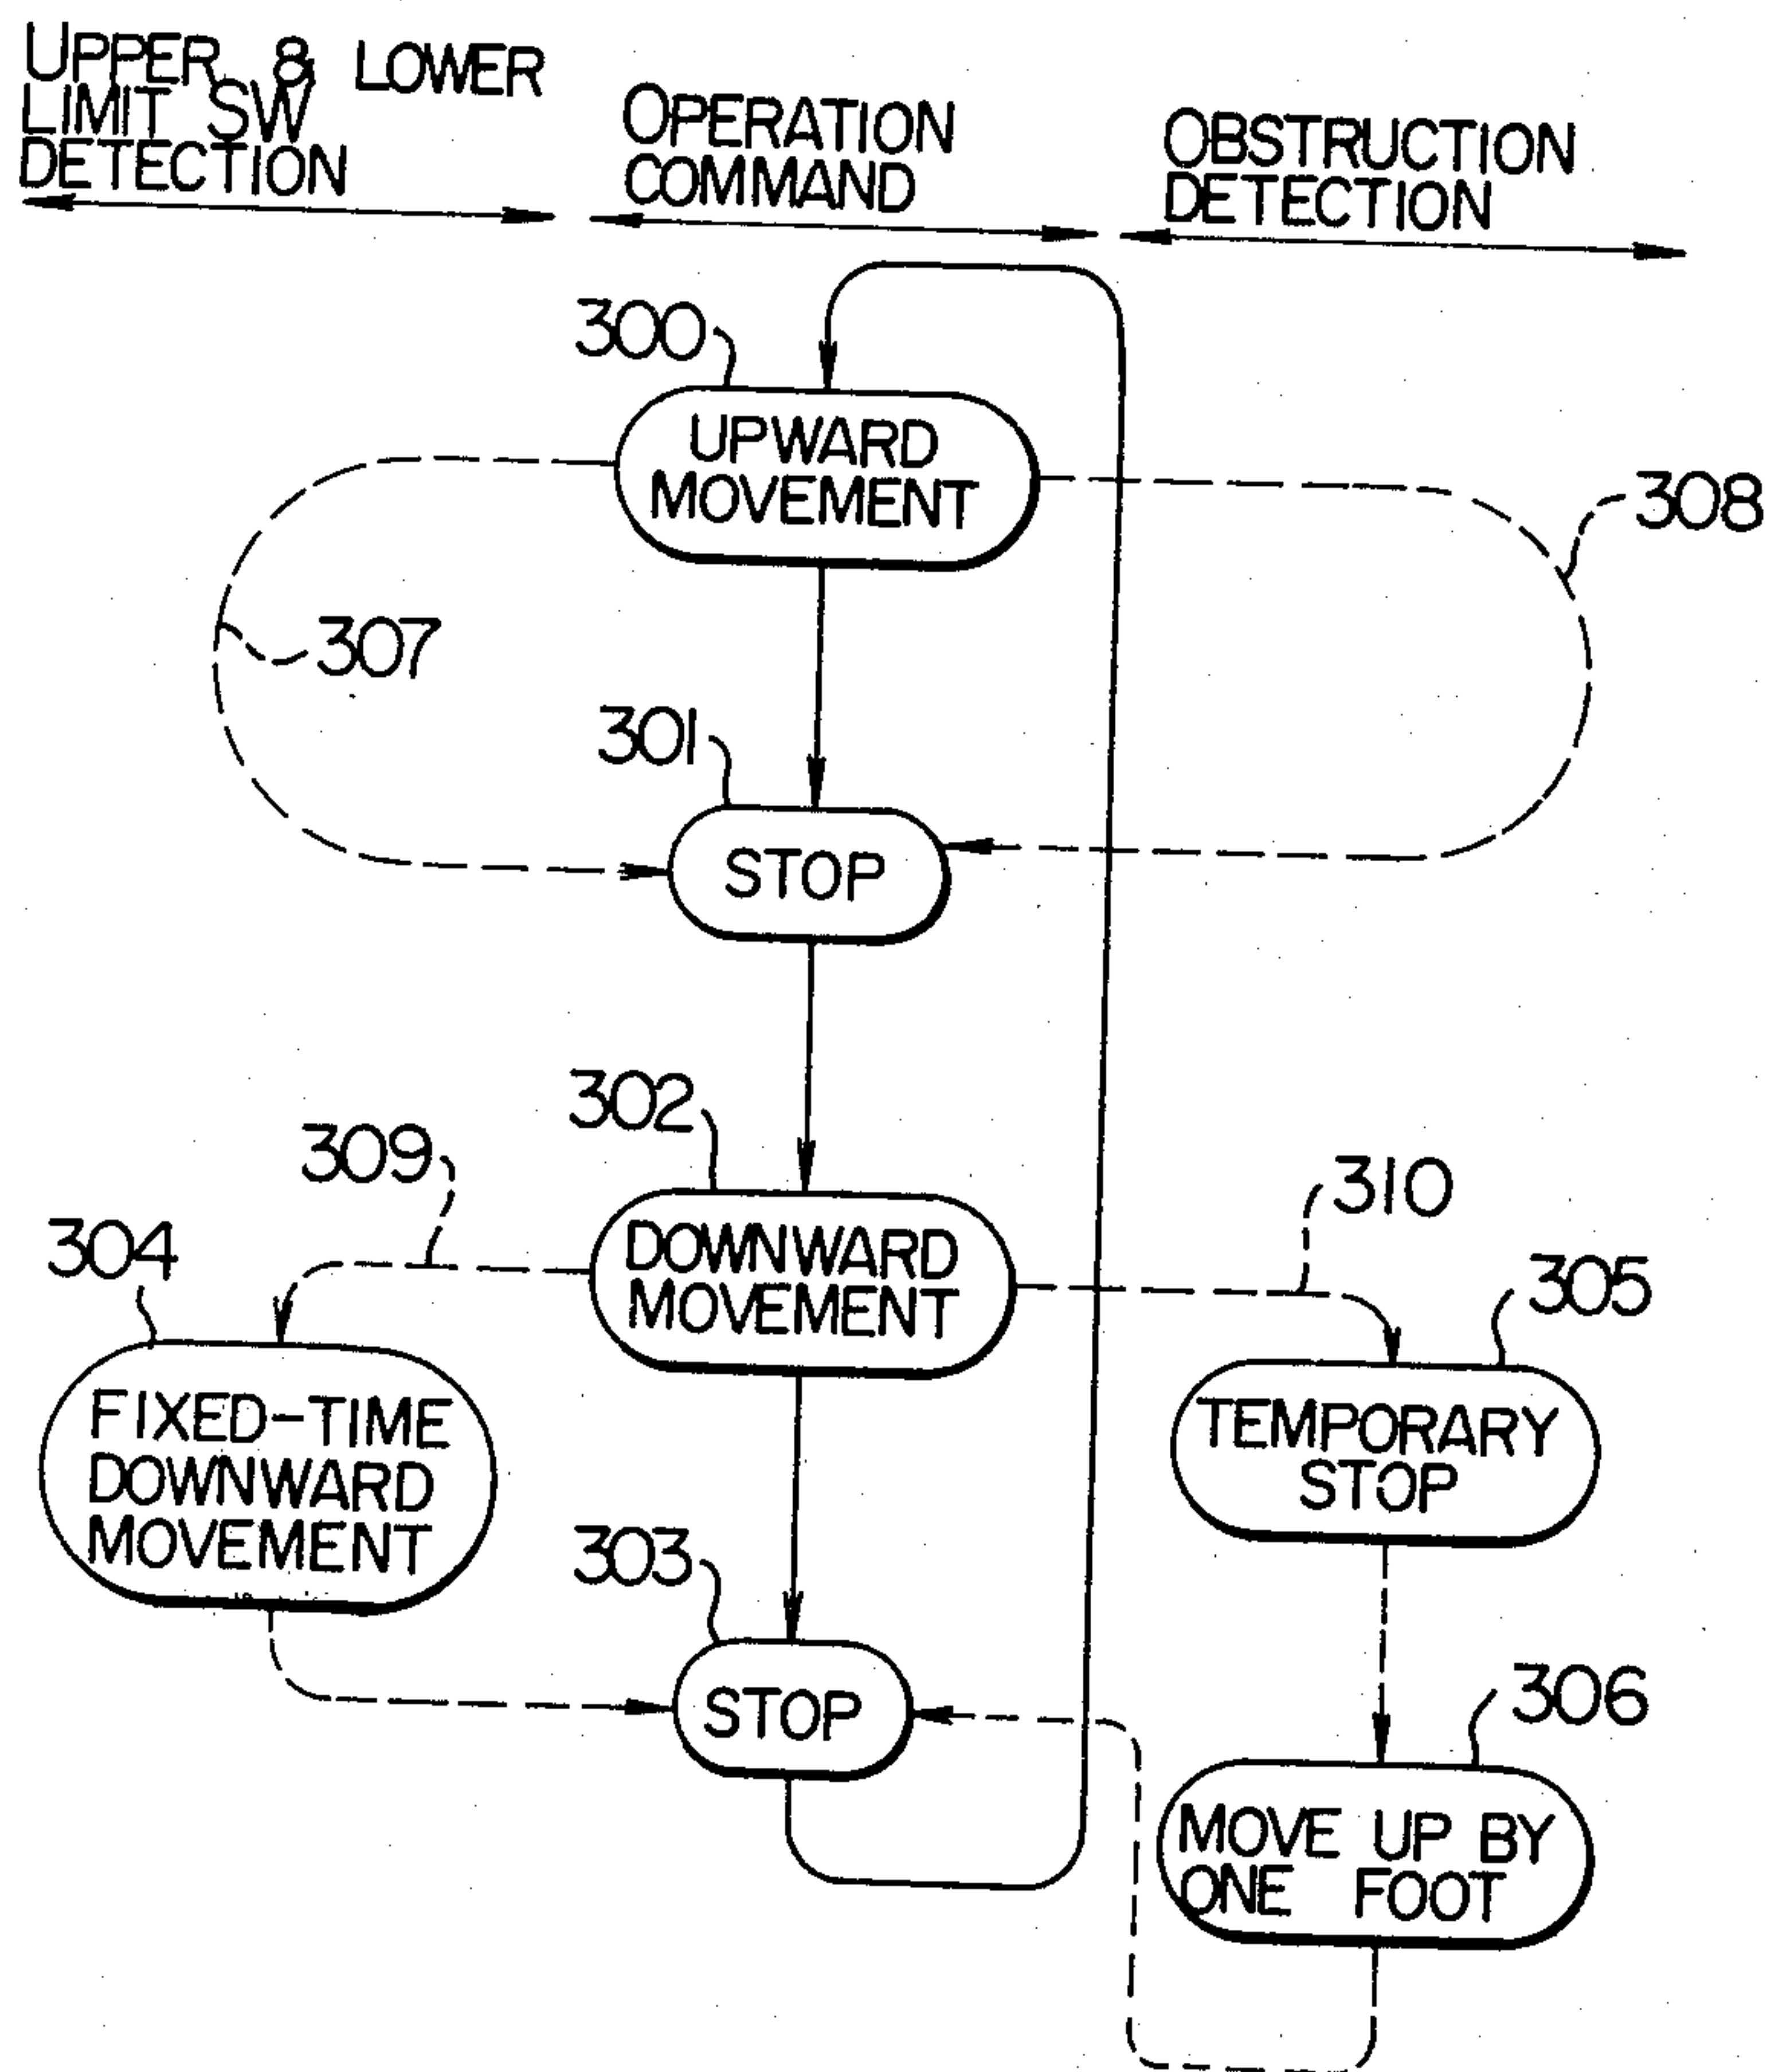 UPPER & LOWER
LIMIT SW
DETECTION
OPERATION
COMMAND
OBSTRUCTION
DETECTION
300
UPWARD
MOVEMENT
308
307
301
STOP
302
309
310
304
DOWNWARD
MOVEMENT
305
FIXED-TIME
DOWNWARD
MOVEMENT
TEMPORARY
STOP
303
STOP
306
MOVE UP BY
ONE FOOT